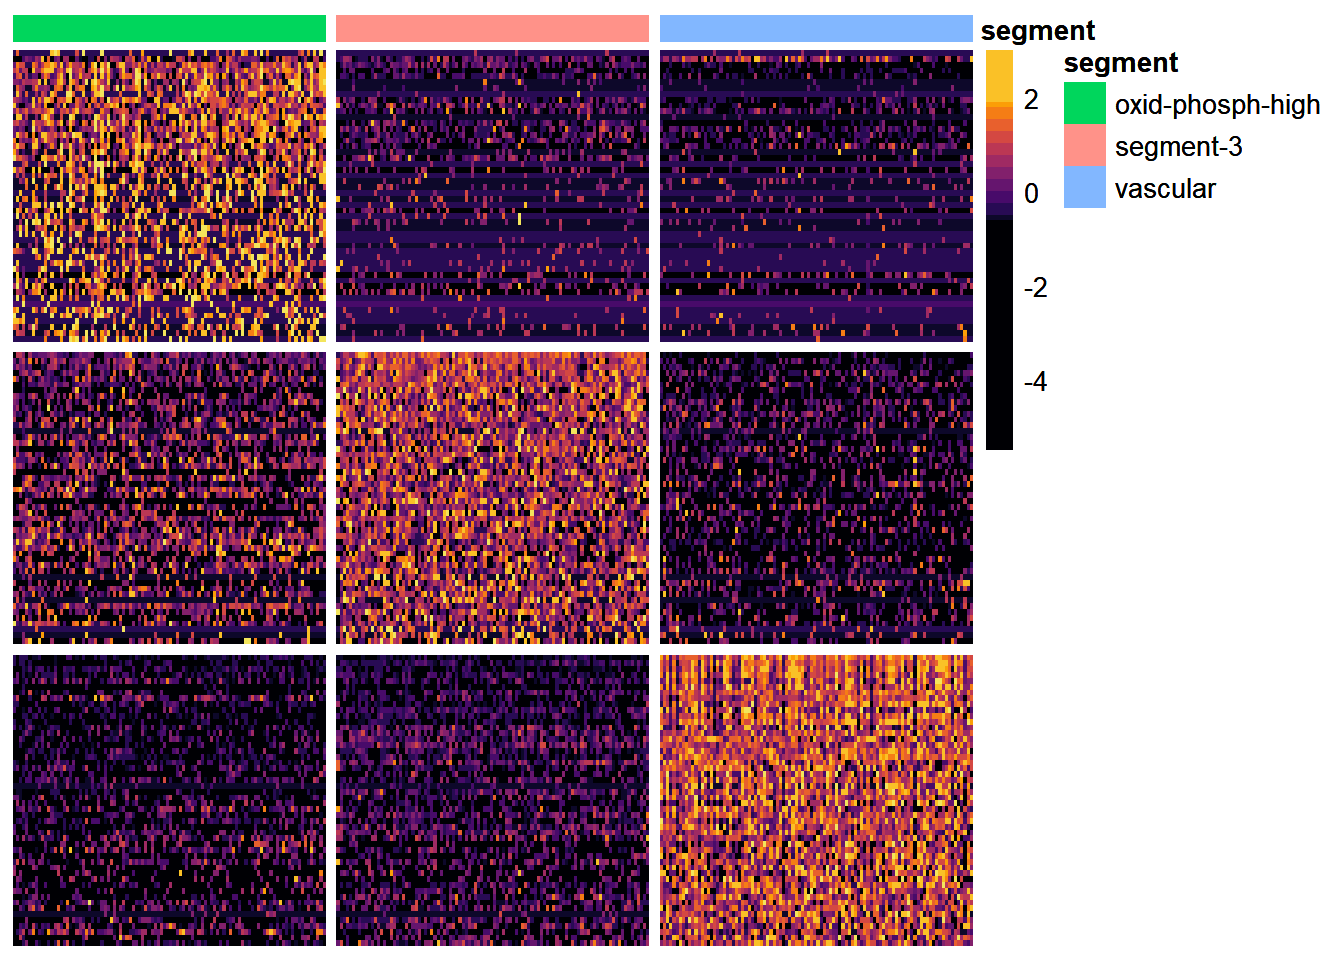 segment
segment
2
0
-2
-4
oxid-phosph-high
segment-3
vascular